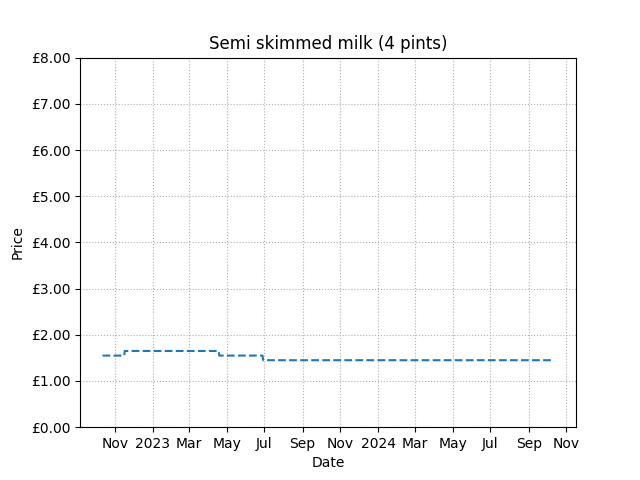 Semi skimmed milk (4 pints)
£8.00
£7.00
£6.00
£5.00
£4.00
£3.00
£2.00
£1.00
£0.00
Price
Nov 2023 Mar May Jul Sep Nov 2024 Mar May Jul Sep Nov
Date